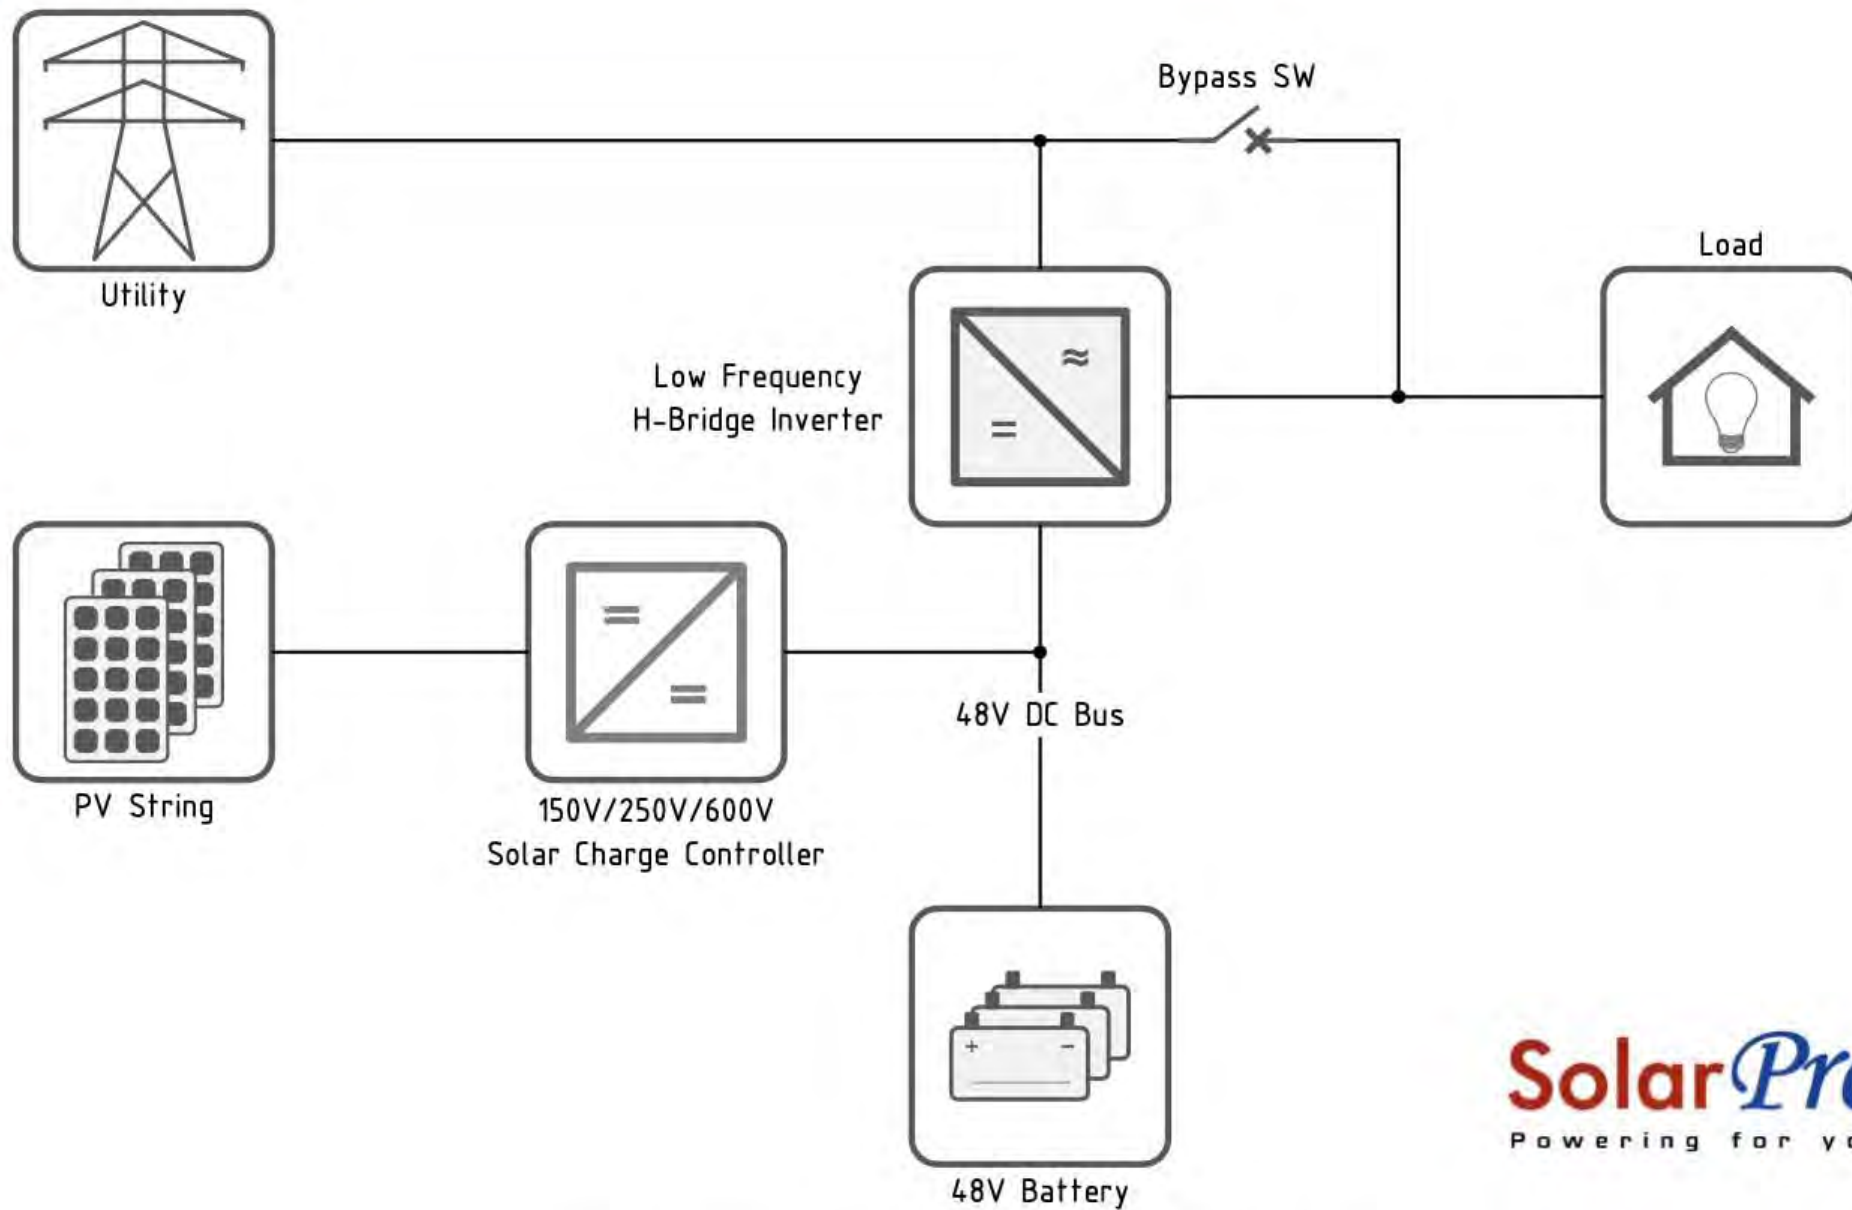 Bypass SW
Utility
Load
Low Frequency
H-Bridge Inverter
PV String
150V/250V/600V
Solar Charge Controller
48V DC Bus
+ -
48V Battery
Solar
Powering for